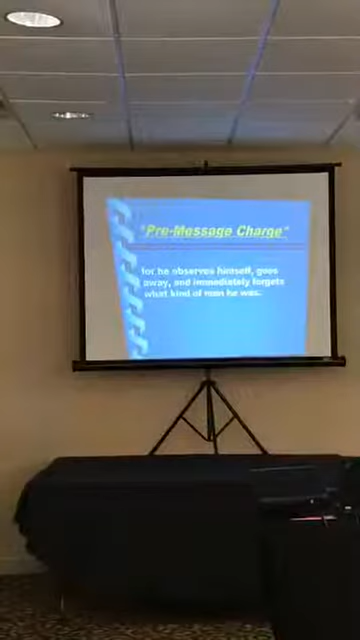 "Pre-Message Charge"
for he observes himself, goes
away, and immediately forgets
what kind of man he was.